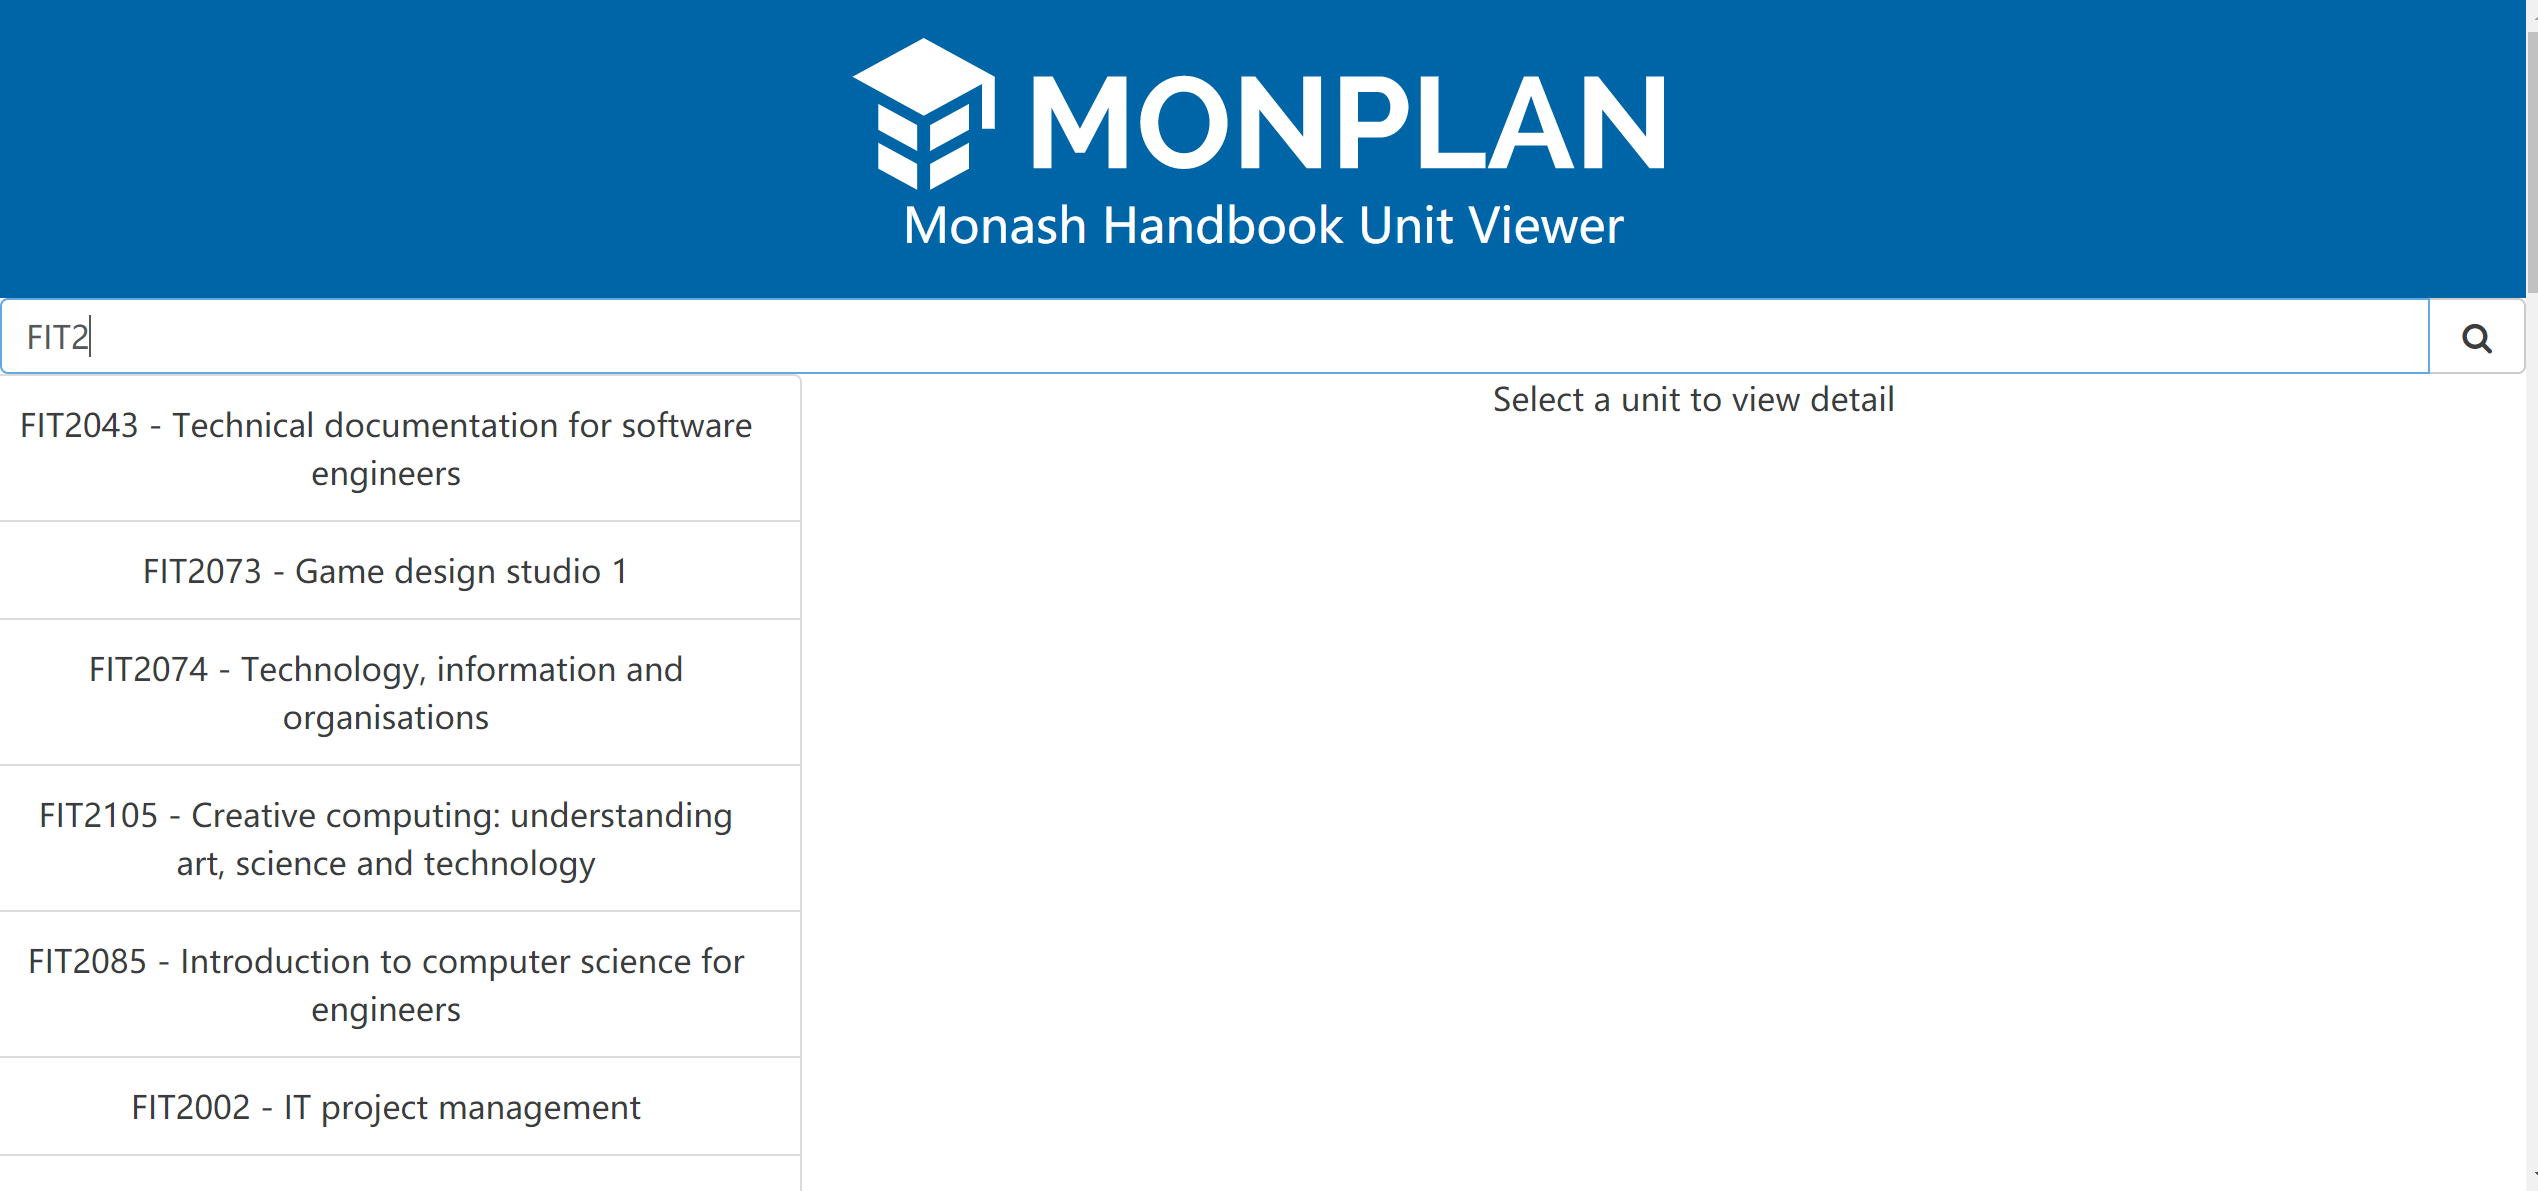 MONPLAN
Monash Handbook Unit Viewer
FIT2
FIT2043 - Technical documentation for software
engineers
FIT2073 - Game design studio 1
FIT2074 - Technology, information and
organisations
FIT2105 - Creative computing: understanding
art, science and technology
FIT2085 - Introduction to computer science for
engineers
FIT2002 - IT project management
Select a unit to view detail